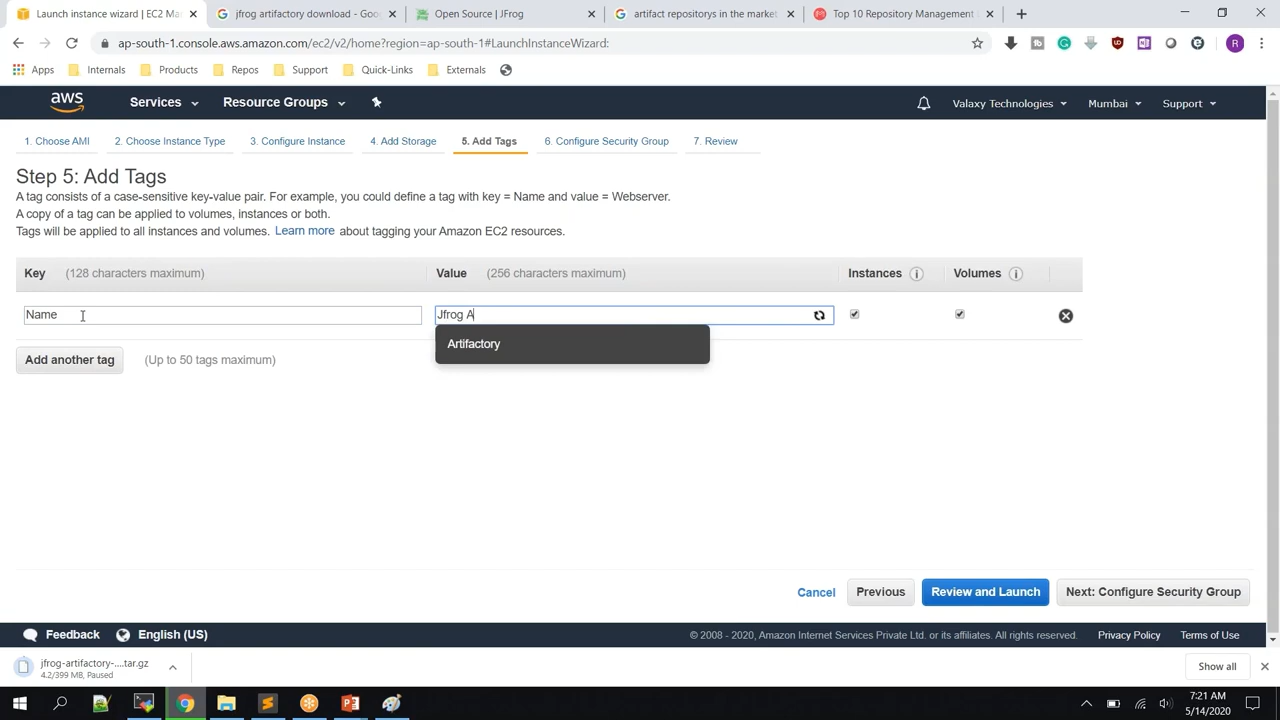 Launch instance wizard | EC2 Ma
jfrog artifactory download - Goo
Open Source | JFrog
artifact repositorys in the market
Top 10 Repository Management
ap-south-1.console.aws.amazon.com/ec2/v2/home?region=ap-south-1#LaunchInstanceWizard:
Apps Internals Products Repos Support Quick-Links Externals
aws Services Resource Groups Valaxy Technologies Mumbai Support
1. Choose AMI 2. Choose Instance Type 3. Configure Instance 4. Add Storage 5. Add Tags 6. Configure Security Group 7. Review
Step 5: Add Tags
A tag consists of a case-sensitive key-value pair. For example, you could define a tag with key = Name and value = Webserver.
A copy of a tag can be applied to volumes, instances or both.
Tags will be applied to all instances and volumes. Learn more about tagging your Amazon EC2 resources.
Key (128 characters maximum) Value (256 characters maximum) Instances Volumes
Name Jfrog A
Artifactory
Add another tag (Up to 50 tags maximum)
Cancel Previous Review and Launch Next: Configure Security Group
Feedback English (US) © 2008 - 2020, Amazon Internet Services Private Ltd. or its affiliates. All rights reserved. Privacy Policy Terms of Use
jfrog-artifactory-....tar.gz
4.2/399 MB, Paused
Show all
7:21 AM
5/14/2020